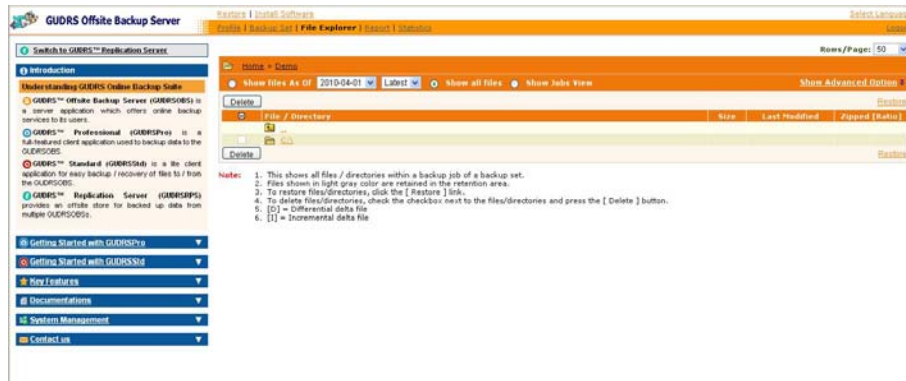 GUDRS Offsite Backup Server
Restore | Install Software
Select Language
Profile | Backup Set | File Explorer | Report | Statistics
Logout
Switch to GUDRS™ Replication Server
Rows/Page: 50
Introduction
Understanding GUDRS Online Backup Suite
GUDRS™ Offsite Backup Server (GUDRSOBS) is
a server application which offers online backup
services to its users.
GUDRS™ Professional (GUDRSPro) is a
full-featured client application used to backup data to the
GUDRSOBS.
GUDRS™ Standard (GUDRSStd) is a lite client
application for easy backup / recovery of files to / from
the GUDRSOBS.
GUDRS™ Replication Server (GUDRSRPS)
provides an offsite store for backed up data from
multiple GUDRSOBSs.
Getting Started with GUDRSPro
Getting Started with GUDRSStd
Key Features
Documentations
System Management
Contact us
Home » Demo
Show files As Of 2010-04-01 Latest Show all files Show Jobs View
Show Advanced Option
Delete
Restore
File / Directory Size Last Modified Zipped [Ratio]
..
C:\
Delete
Restore
Note: 1. This shows all files / directories within a backup job of a backup set.
2. Files shown in light gray color are retained in the retention area.
3. To restore files/directories, click the [ Restore ] link.
4. To delete files/directories, check the checkbox next to the files/directories and press the [ Delete ] button.
5. [D] = Differential delta file
6. [I] = Incremental delta file